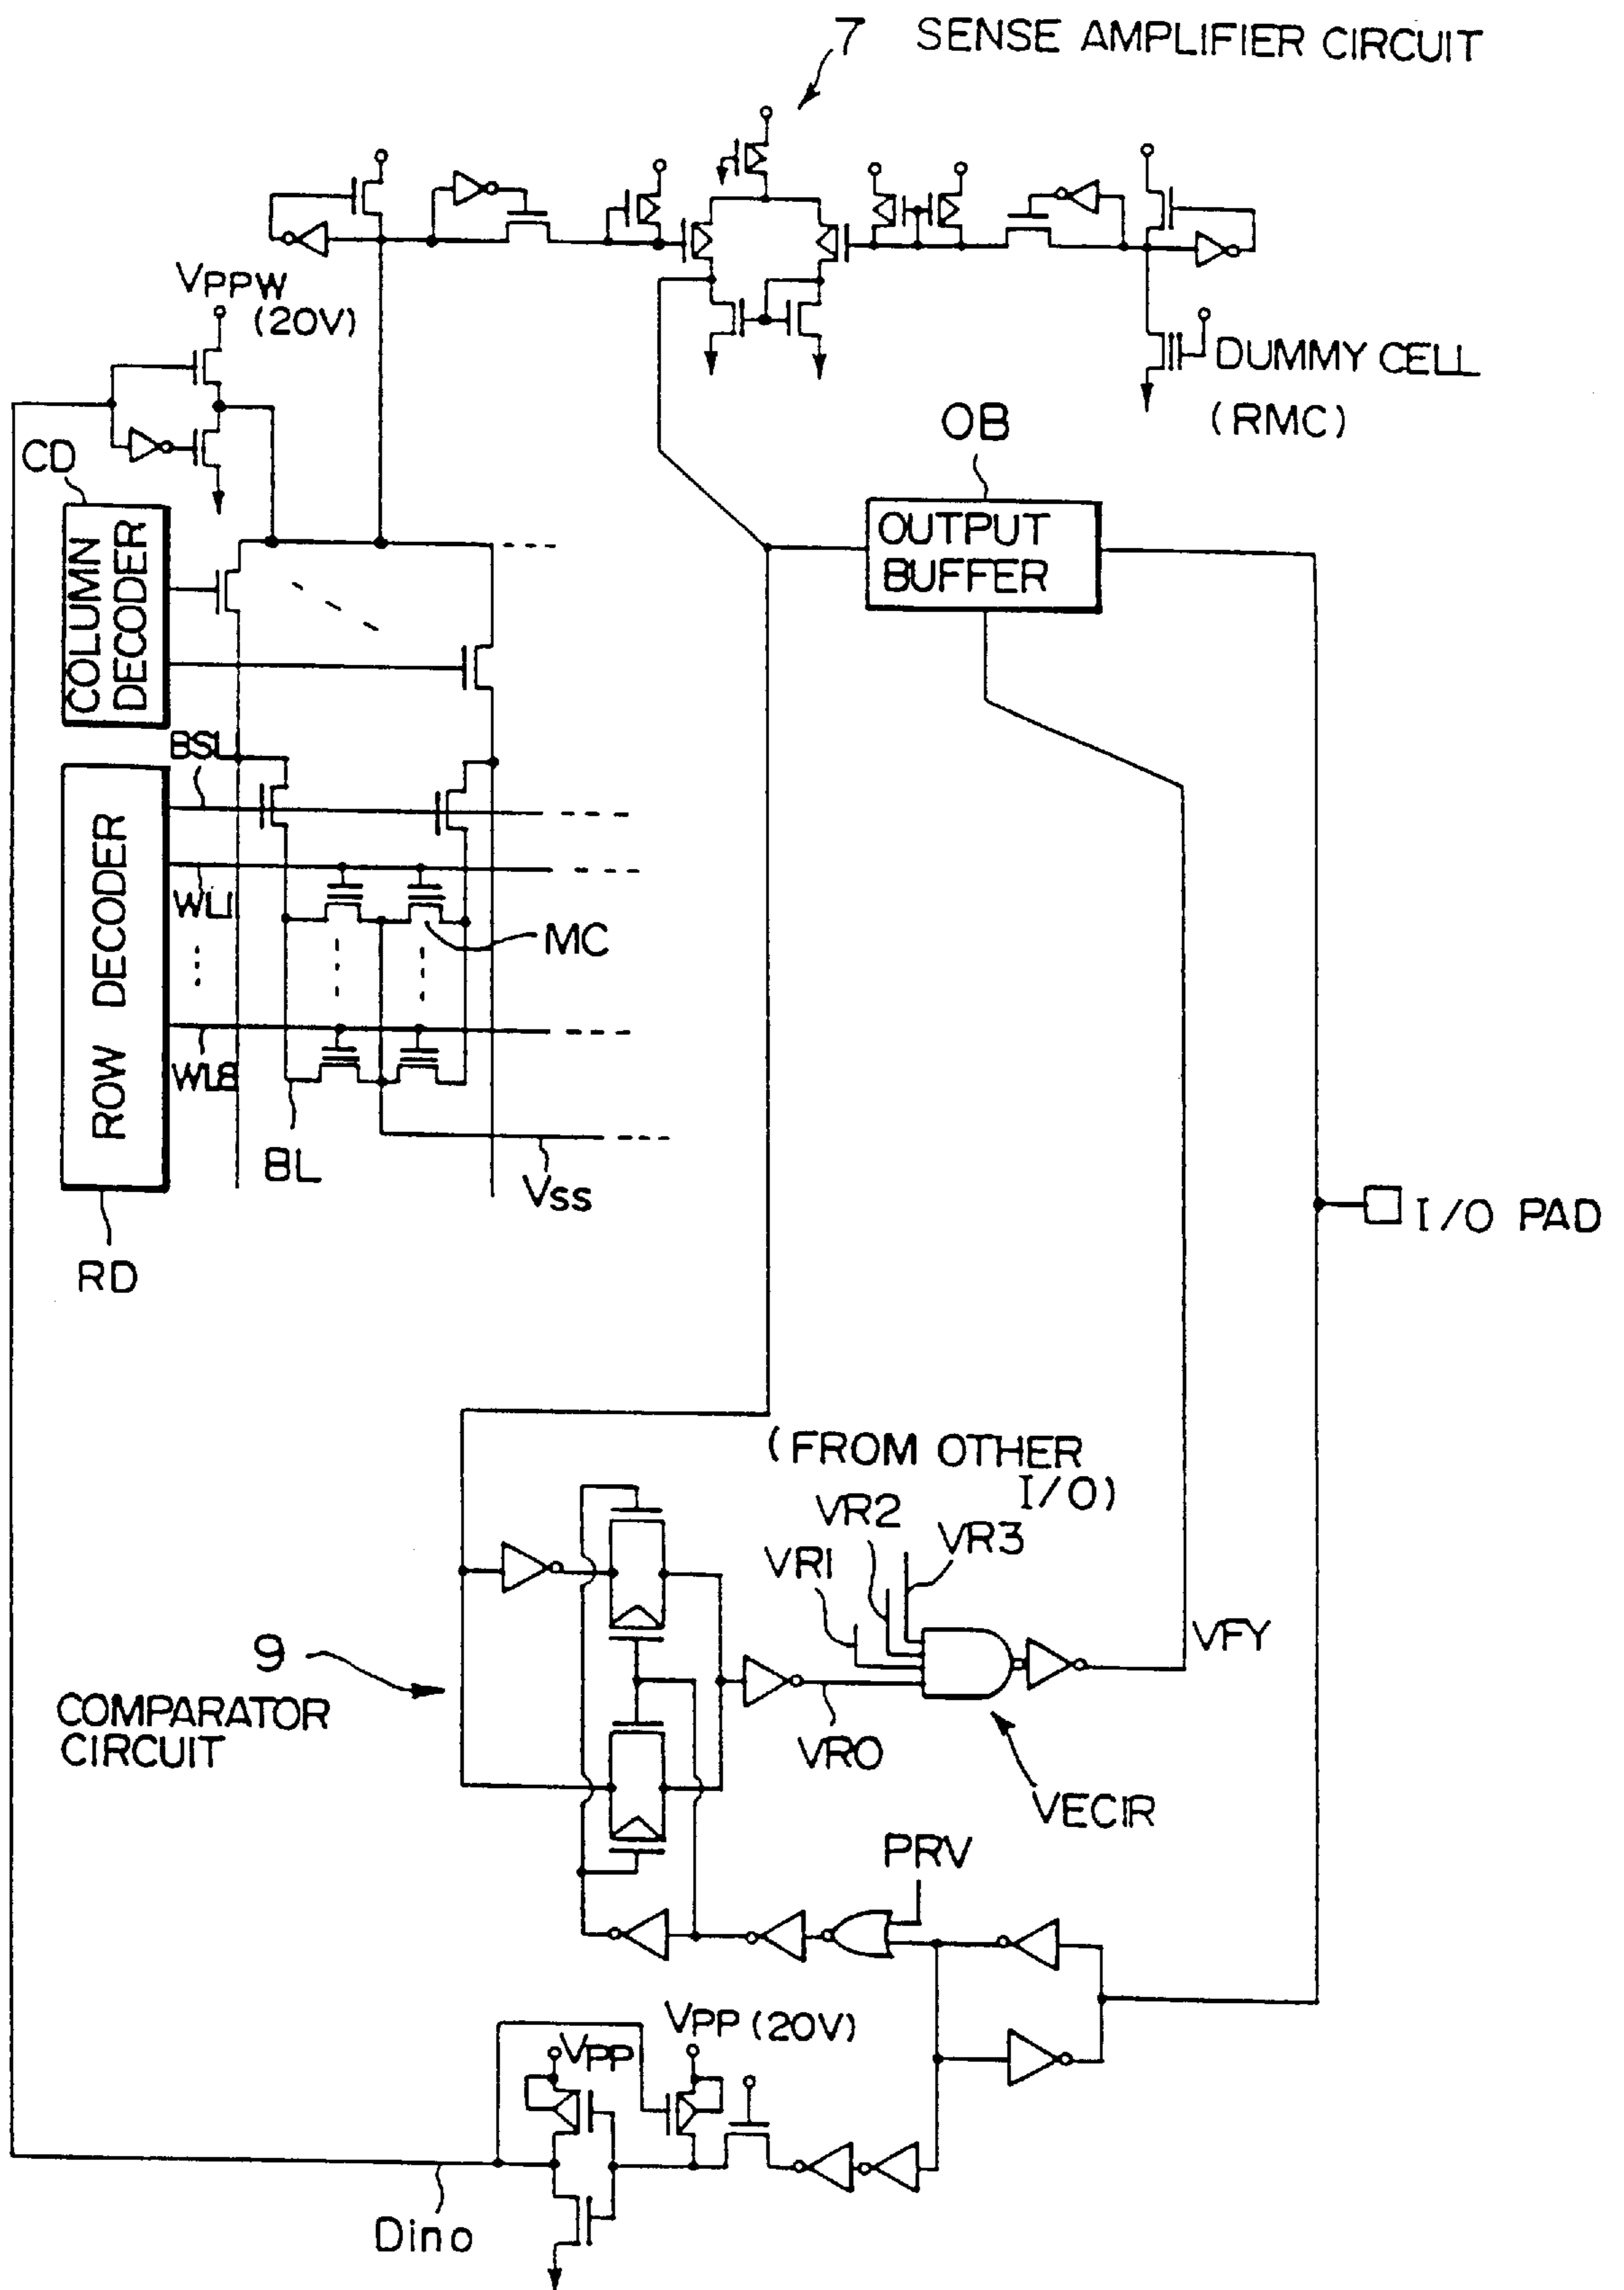 7 SENSE AMPLIFIER CIRCUIT
VPPW
(20V)
DUMMY CELL
(RMC)
OB
CD
OUTPUT
BUFFER
COLUMN
DECODER
BSL
ROW DECODER
WL1
MC
WL8
BL
VSS
I/O PAD
RD
(FROM OTHER
I/O)
VR2
VR3
VR1
VFY
9
COMPARATOR
CIRCUIT
VR0
VECIR
PRV
VPP (20V)
VPP
Dino